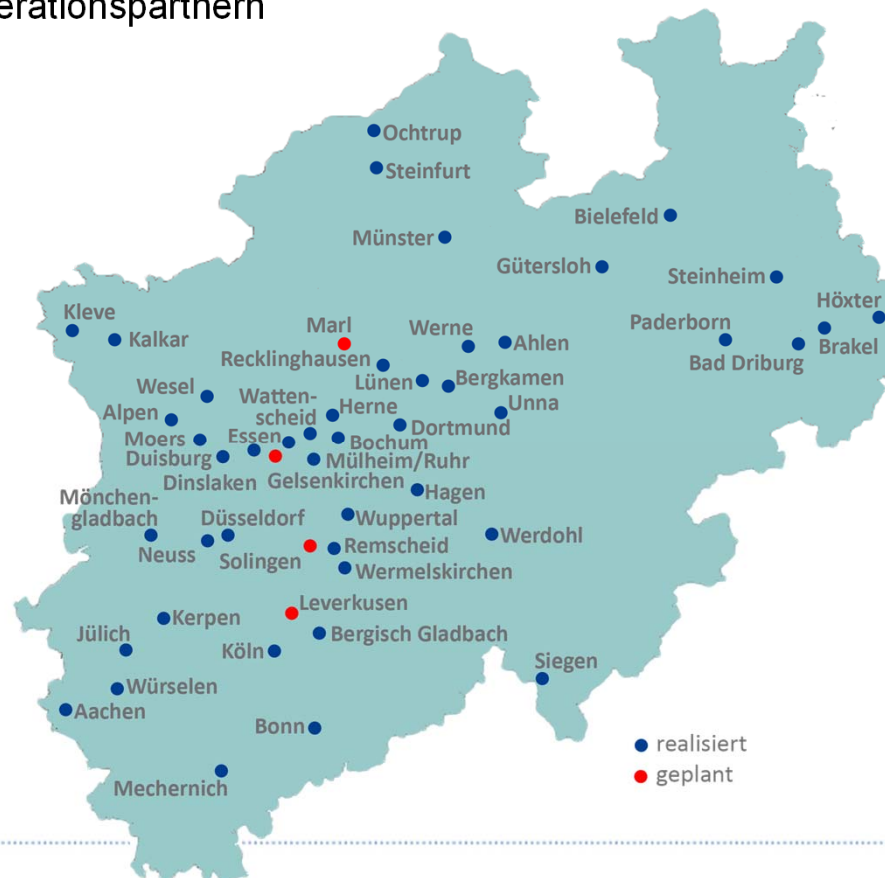 erationspartnern
Ochtrup
Steinfurt
Bielefeld
Münster
Gütersloh
Steinheim
Höxter
Kleve
Kalkar
Marl
Werne
Ahlen
Paderborn
Brakel
Recklinghausen
Bad Driburg
Lünen
Bergkamen
Wesel
Watten-
scheid
Herne
Unna
Alpen
Dortmund
Moers
Essen
Bochum
Duisburg
Mülheim/Ruhr
Dinslaken
Gelsenkirchen
Hagen
Mönchen-
gladbach
Düsseldorf
Wuppertal
Werdohl
Neuss
Solingen
Remscheid
Wermelskirchen
Leverkusen
Kerpen
Jülich
Bergisch Gladbach
Köln
Siegen
Würselen
Aachen
Bonn
realisiert
geplant
Mechernich